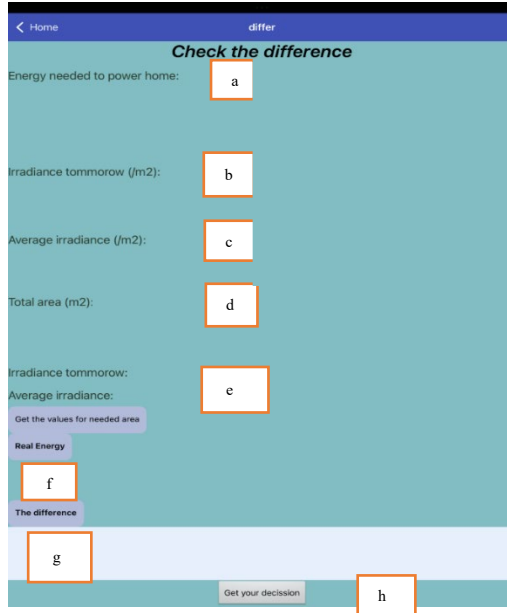 Home
differ
Check the difference
Energy needed to power home:
a
Irradiance tommorow (/m2):
b
Average irradiance (/m2):
c
Total area (m2):
d
Irradiance tommorow:
Average irradiance:
e
Get the values for needed area
Real Energy
f
The difference
g
Get your decission
h